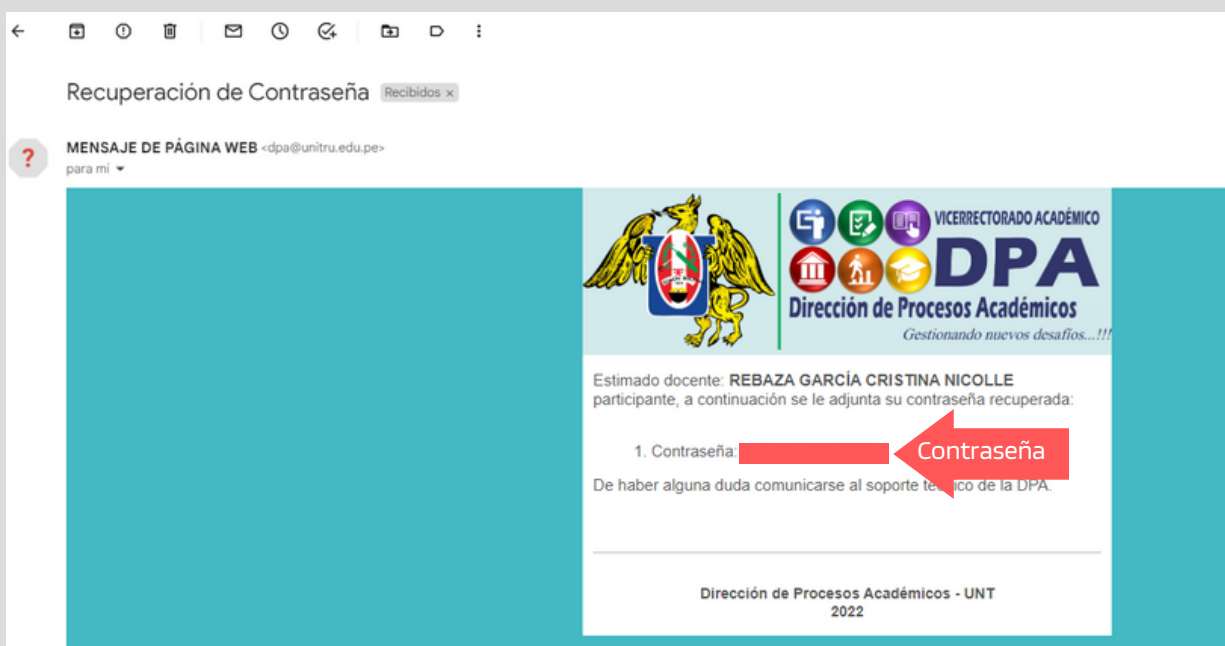 Recuperación de Contraseña Recibidos x
MENSAJE DE PÁGINA WEB <dpa@unitru.edu.pe>
para mí
?
VICERRECTORADO ACADÉMICO
DPA
Dirección de Procesos Académicos
Gestionando nuevos desafíos...!!!
Estimado docente: REBAZA GARCÍA CRISTINA NICOLLE
participante, a continuación se le adjunta su contraseña recuperada:
1. Contraseña: Contraseña
De haber alguna duda comunicarse al soporte técnico de la DPA.
Dirección de Procesos Académicos - UNT
2022